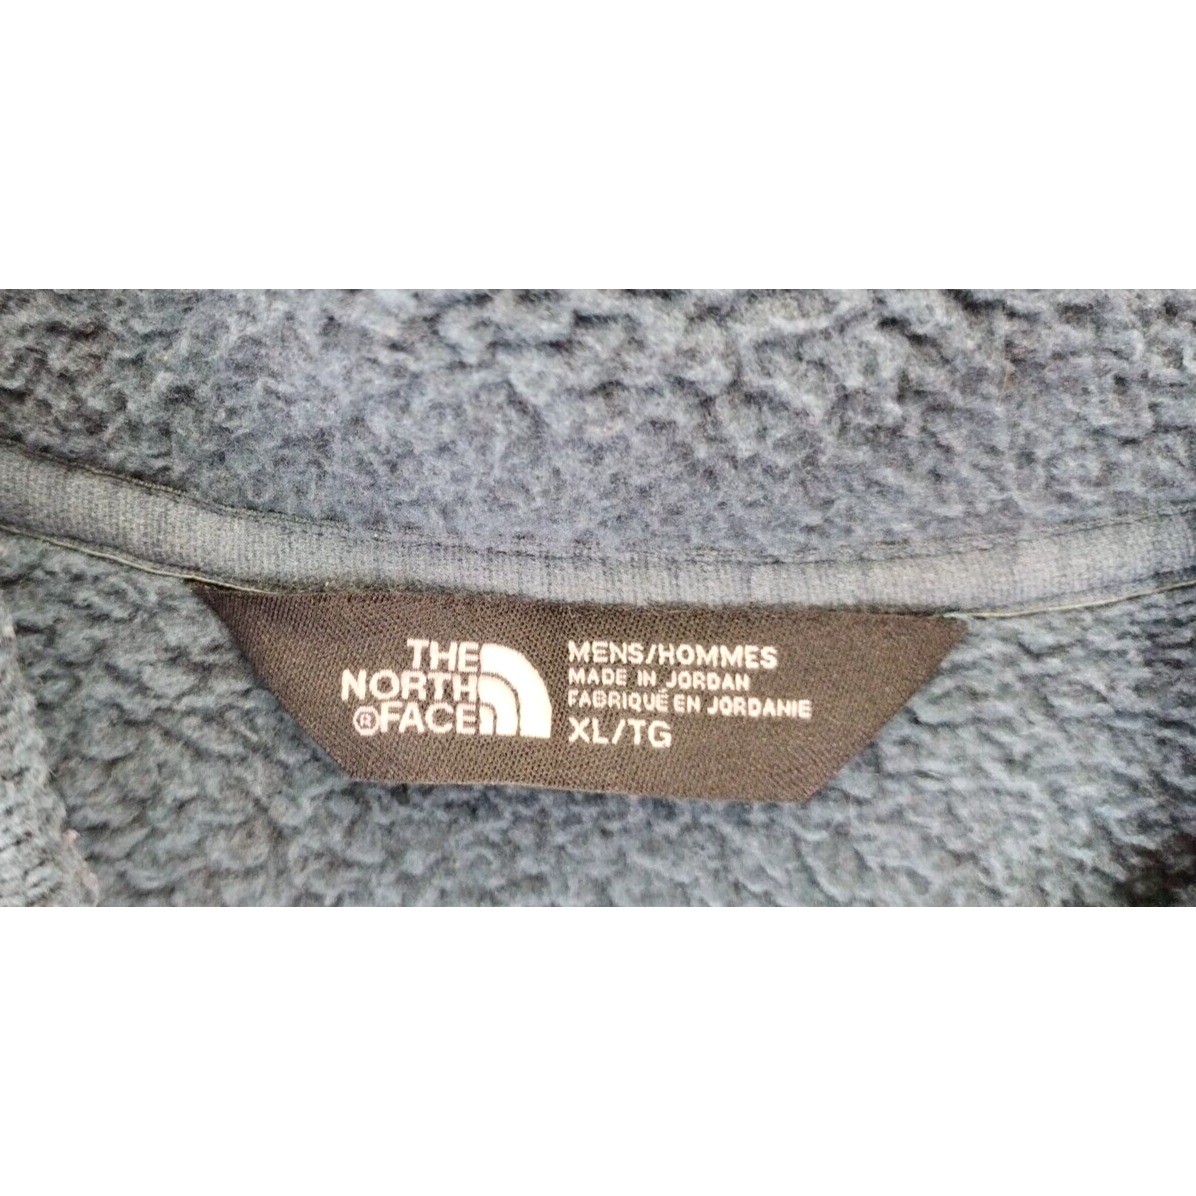 THE
NORTH
®FACE
MENS/HOMMES
MADE IN JORDAN
FABRIQUÉ EN JORDANIE
XL/TG